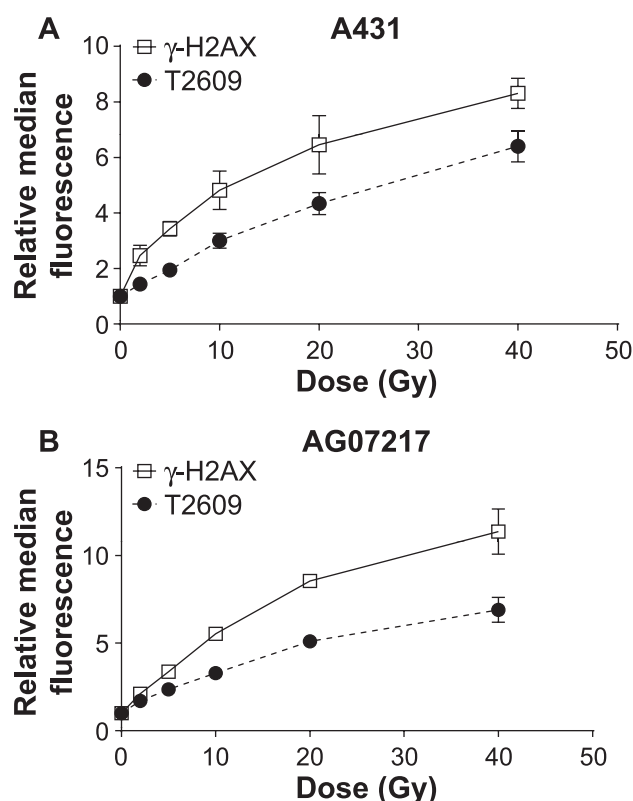 A
A431
γ-H2AX
T2609
Relative median
fluorescence
10
8
6
4
2
0
0 10 20 30 40 50
Dose (Gy)
B
AG07217
γ-H2AX
T2609
Relative median
fluorescence
15
10
5
0
0 10 20 30 40 50
Dose (Gy)